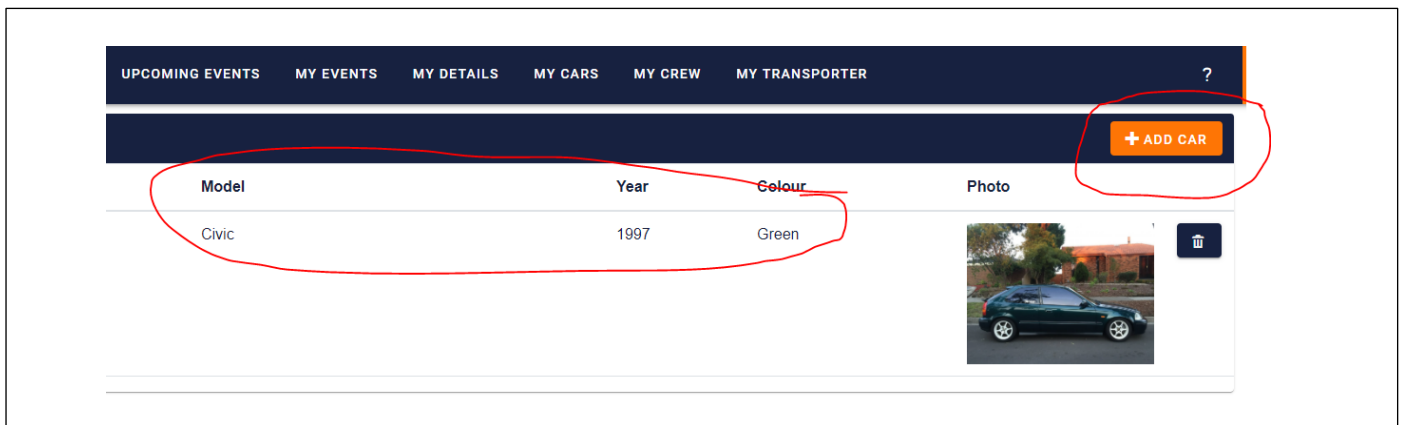 UPCOMING EVENTS MY EVENTS MY DETAILS MY CARS MY CREW MY TRANSPORTER ?
+ ADD CAR
Model Year Colour Photo
Civic 1997 Green